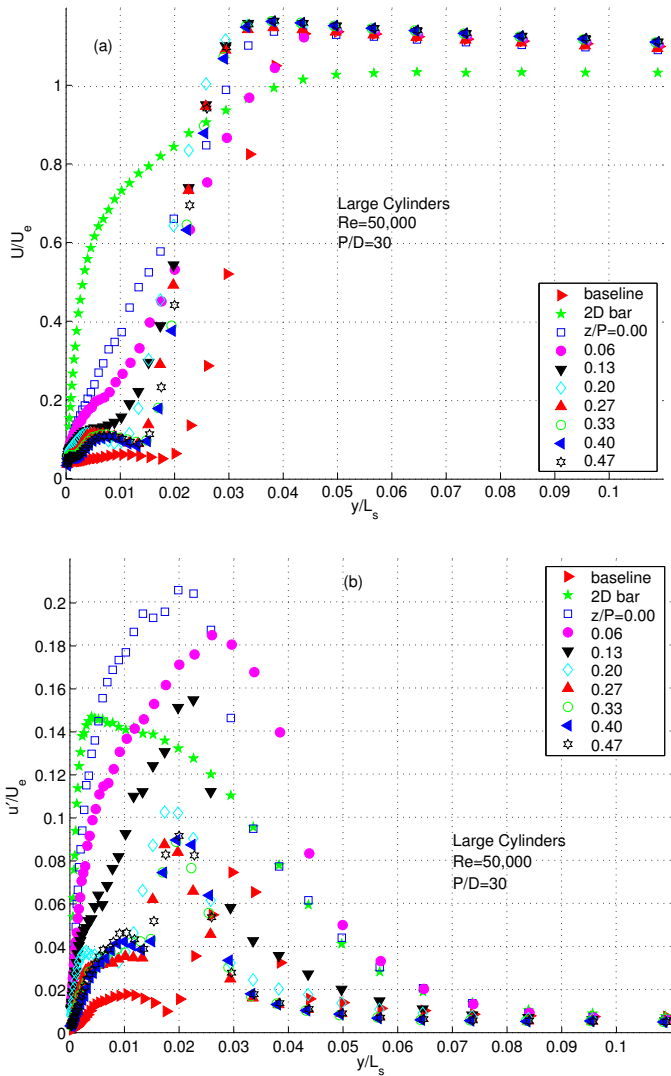 (a)
1
0.8
0.6
0.4
0.2
0
U/U_e
Large Cylinders
Re=50,000
P/D=30
baseline
2D bar
z/P=0.00
0.06
0.13
0.20
0.27
0.33
0.40
0.47
0 0.01 0.02 0.03 0.04 0.05 0.06 0.07 0.08 0.09 0.1
y/L_s
(b)
0.2
0.18
0.16
0.14
0.12
0.1
0.08
0.06
0.04
0.02
0
u'/U_e
baseline
2D bar
z/P=0.00
0.06
0.13
0.20
0.27
0.33
0.40
0.47
Large Cylinders
Re=50,000
P/D=30
0 0.01 0.02 0.03 0.04 0.05 0.06 0.07 0.08 0.09 0.1
y/L_s